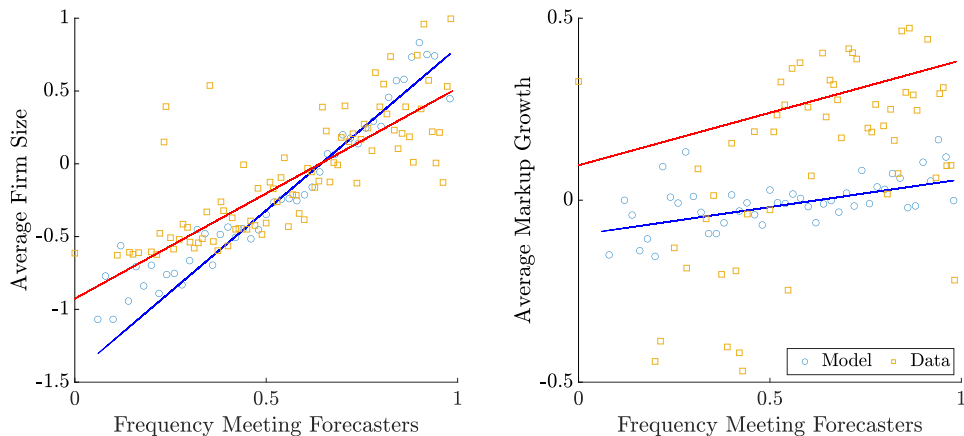 1
0.5
0
-0.5
-1
-1.5
Average Firm Size
0 0.5 1
Frequency Meeting Forecasters
0.5
0
-0.5
Average Markup Growth
Model Data
0 0.5 1
Frequency Meeting Forecasters